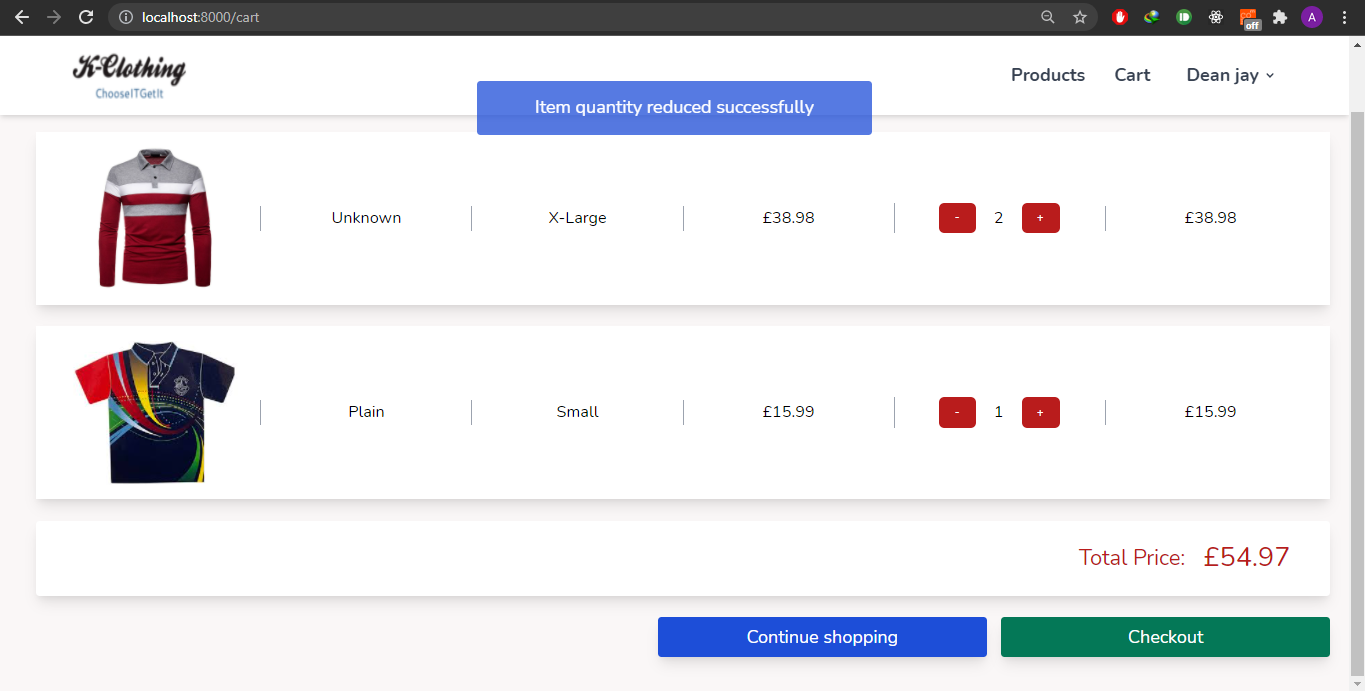 localhost:8000/cart
off
A
K-Clothing
ChooseITGetIt
Products
Cart
Dean jay
Item quantity reduced successfully
Unknown
X-Large
£38.98
-
2
+
£38.98
Plain
Small
£15.99
-
1
+
£15.99
Total Price: £54.97
Continue shopping
Checkout